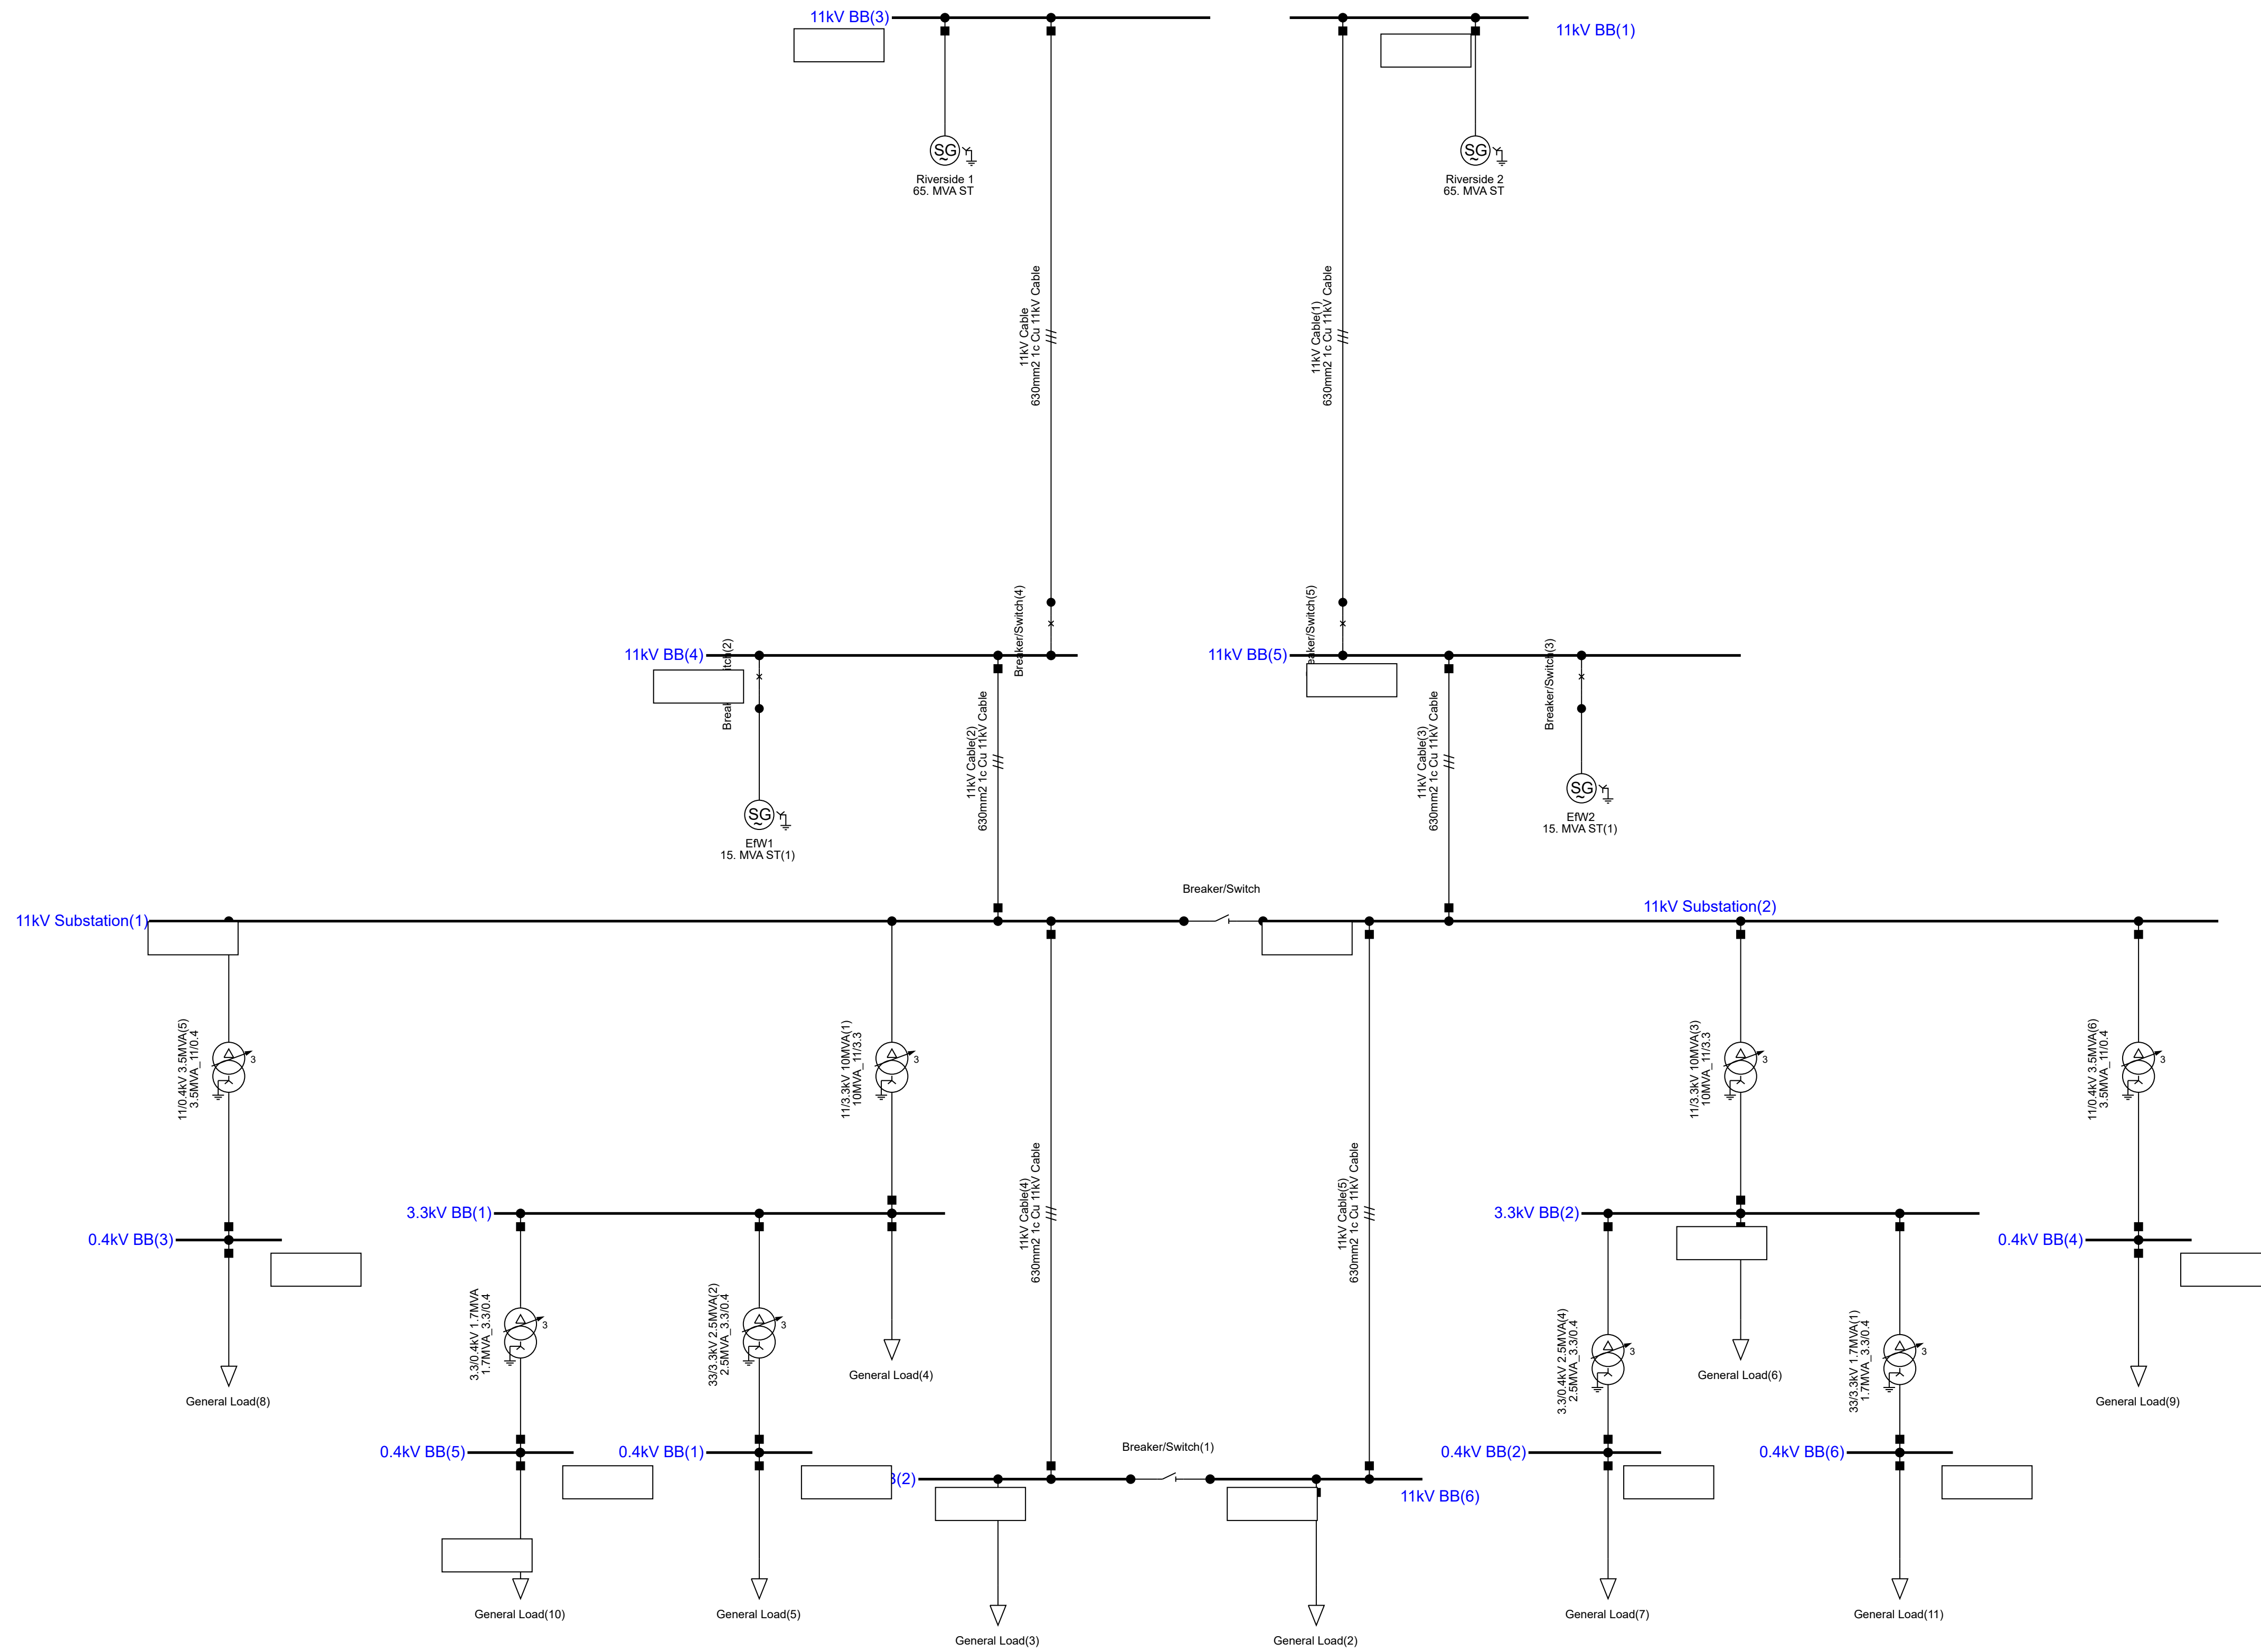 11kV BB(3)
11kV BB(1)
SG
Riverside 1
65. MVA ST
SG
Riverside 2
65. MVA ST
11kV Cable
630mm2 1c Cu 11kV Cable
11kV Cable(1)
630mm2 1c Cu 11kV Cable
Breaker/Switch(4)
Breaker/Switch(3)
11kV BB(4)
11kV BB(5)
11kV Cable(2)
630mm2 1c Cu 11kV Cable
11kV Cable(3)
630mm2 1c Cu 11kV Cable
SG
EfW1
15. MVA ST(1)
SG
EfW2
15. MVA ST(1)
Breaker/Switch
11kV Substation(1)
11kV Substation(2)
11/0.4kV 3.5MVA(5)
3.5MVA_11/0.4
3
11/3.3kV 10MVA(1)
10MVA_11/3.3
3
11/3.3kV 10MVA(3)
10MVA_11/3.3
3
11/0.4kV 3.5MVA(6)
3.5MVA_11/0.4
3
11kV Cable(4)
630mm2 1c Cu 11kV Cable
11kV Cable(5)
630mm2 1c Cu 11kV Cable
3.3kV BB(1)
3.3kV BB(2)
0.4kV BB(3)
0.4kV BB(4)
3.3/0.4kV 1.7MVA
1.7MVA_3.3/0.4
3
33/3.3kV 2.5MVA(2)
2.5MVA_3.3/0.4
3
3.3/0.4kV 2.5MVA(4)
2.5MVA_3.3/0.4
3
33/3.3kV 1.7MVA(1)
1.7MVA_3.3/0.4
3
General Load(8)
General Load(4)
General Load(6)
General Load(9)
0.4kV BB(5)
0.4kV BB(1)
Breaker/Switch(1)
0.4kV BB(2)
0.4kV BB(6)
11kV BB(6)
General Load(10)
General Load(5)
General Load(3)
General Load(2)
General Load(7)
General Load(11)